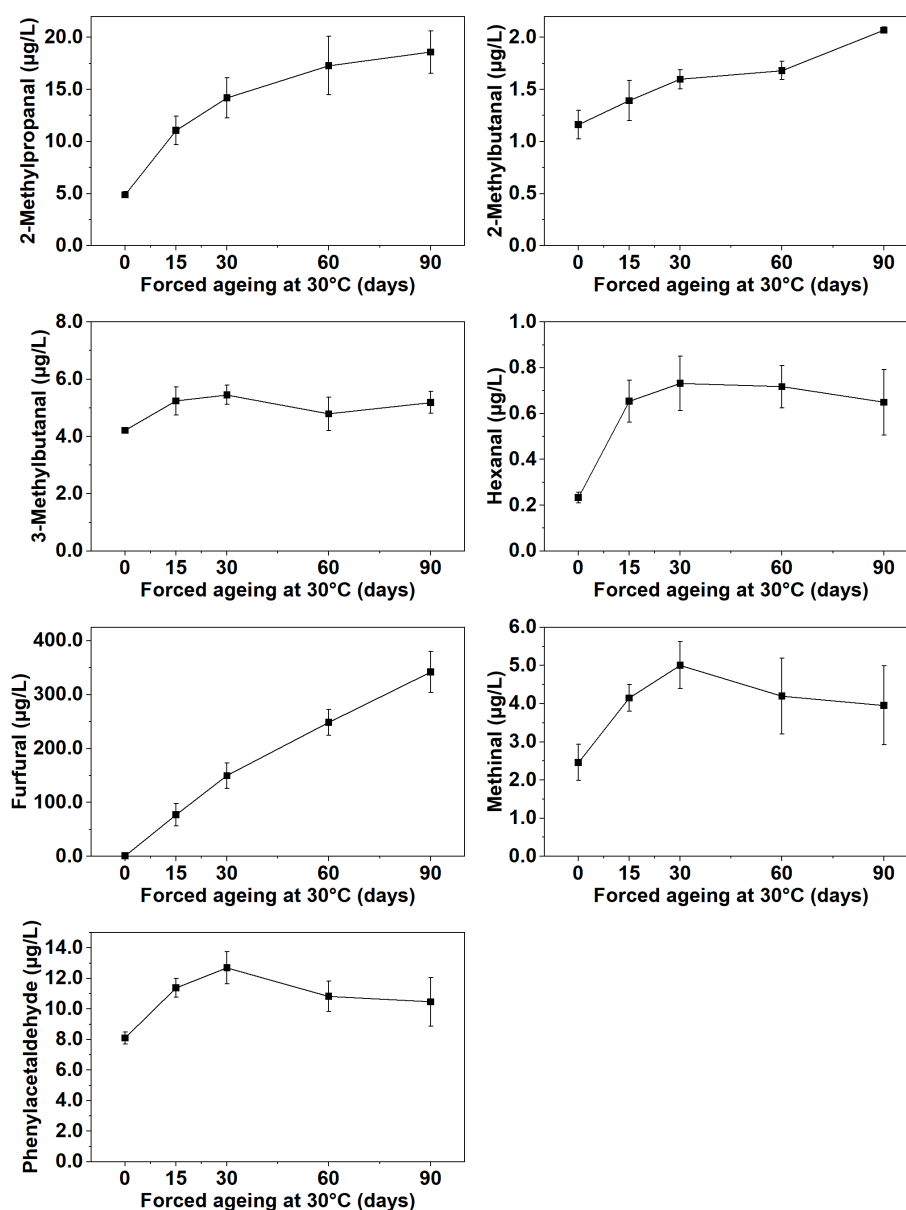 2-Methylpropanal (µg/L)
20.0
15.0
10.0
5.0
0.0
0 15 30 60 90
Forced ageing at 30°C (days)
2-Methylbutanal (µg/L)
2.0
1.5
1.0
0.5
0.0
0 15 30 60 90
Forced ageing at 30°C (days)
3-Methylbutanal (µg/L)
8.0
6.0
4.0
2.0
0.0
0 15 30 60 90
Forced ageing at 30°C (days)
Hexanal (µg/L)
1.0
0.8
0.6
0.4
0.2
0.0
0 15 30 60 90
Forced ageing at 30°C (days)
Furfural (µg/L)
400.0
300.0
200.0
100.0
0.0
0 15 30 60 90
Forced ageing at 30°C (days)
Methinal (µg/L)
6.0
5.0
4.0
3.0
2.0
1.0
0.0
0 15 30 60 90
Forced ageing at 30°C (days)
Phenylacetaldehyde (µg/L)
14.0
12.0
10.0
8.0
6.0
4.0
2.0
0.0
0 15 30 60 90
Forced ageing at 30°C (days)